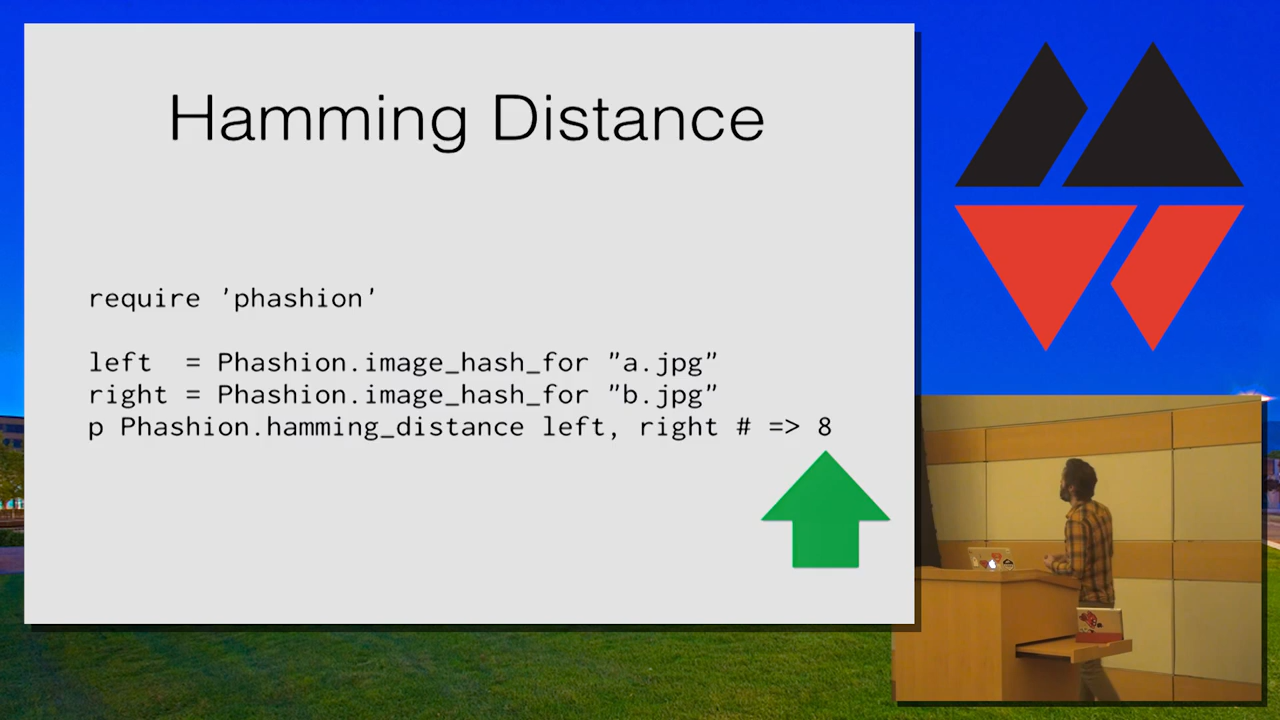 Hamming Distance
require 'phashion'
left  = Phashion.image_hash_for "a.jpg"
right = Phashion.image_hash_for "b.jpg"
p Phashion.hamming_distance left, right # => 8